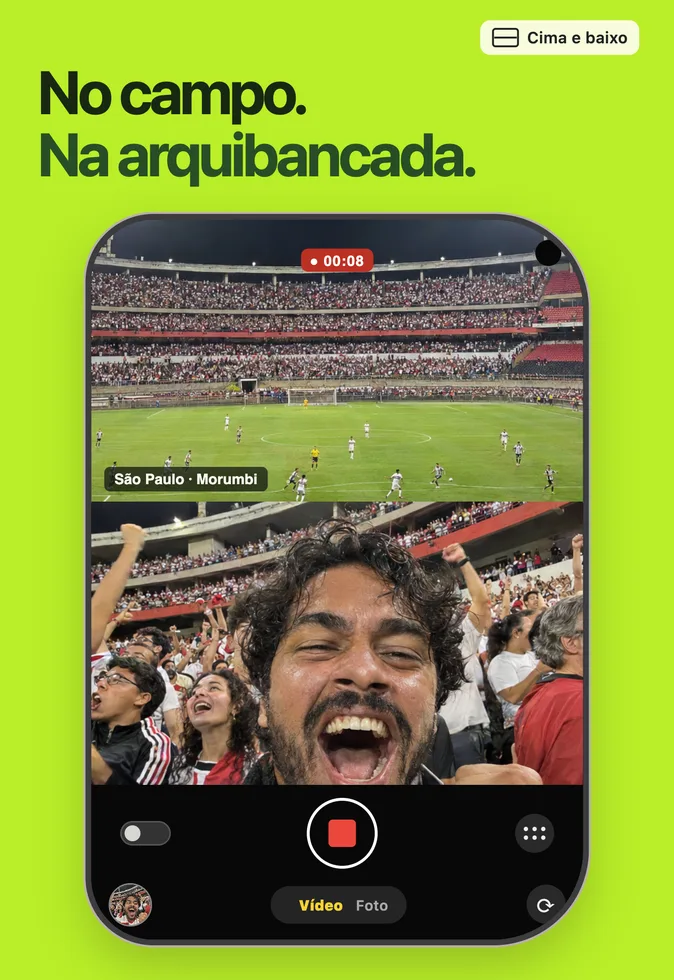 Cima e baixo
No campo.
Na arquibancada.
00:08
São Paulo · Morumbi
Vídeo Foto